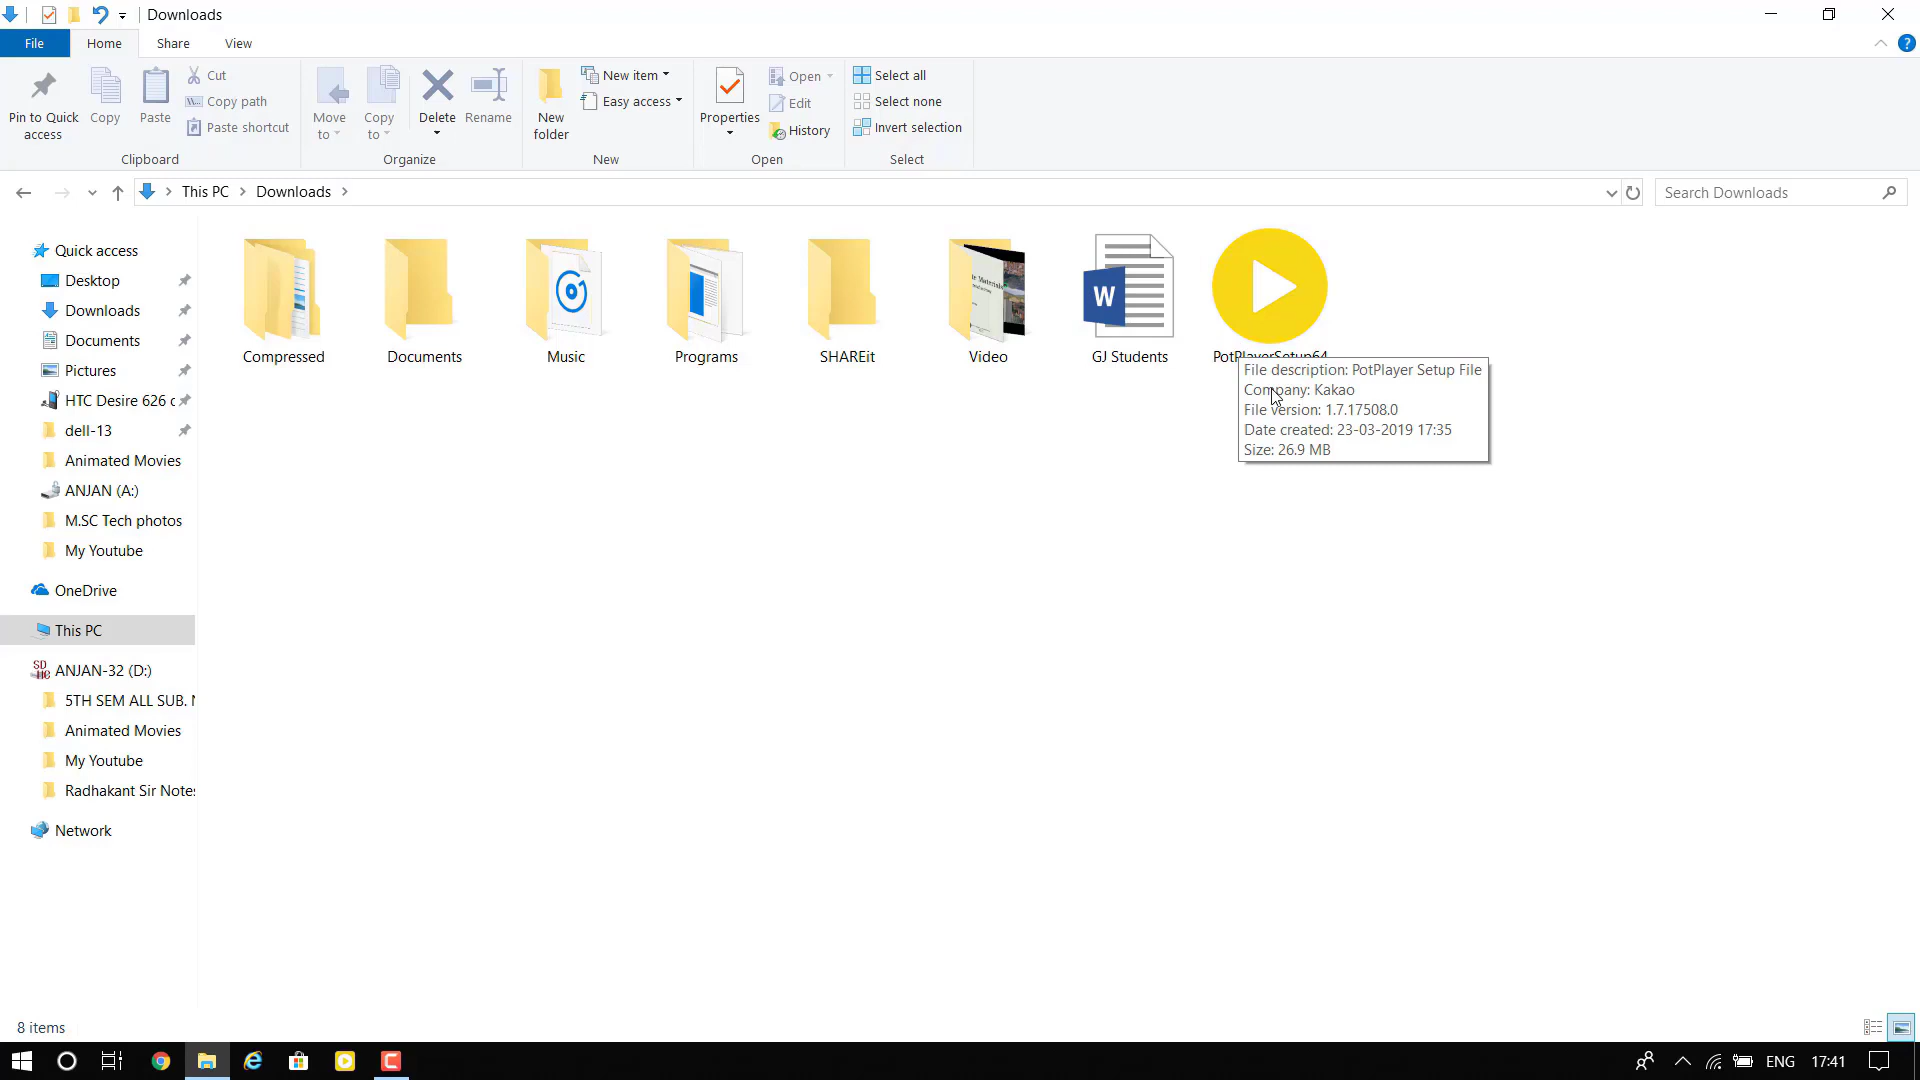 Downloads
File
Home
Share
View
Pin to Quick access
Copy
Paste
Cut
Copy path
Paste shortcut
Clipboard
Move to
Copy to
Delete
Rename
Organize
New folder
New item
Easy access
New
Properties
Open
Edit
History
Open
Select all
Select none
Invert selection
Select
This PC
Downloads
Search Downloads
Quick access
Desktop
Downloads
Documents
Pictures
HTC Desire 626 c
dell-13
Animated Movies
ANJAN (A:)
M.SC Tech photos
My Youtube
OneDrive
This PC
SD HC
ANJAN-32 (D:)
5TH SEM ALL SUB.
Animated Movies
My Youtube
Radhakant Sir Notes
Network
Compressed
Documents
Music
Programs
SHAREit
Video
W
GJ Students
PotPlayerSetup64
File description: PotPlayer Setup File
Company: Kakao
File version: 1.7.17508.0
Date created: 23-03-2019 17:35
Size: 26.9 MB
8 items
ENG
17:41